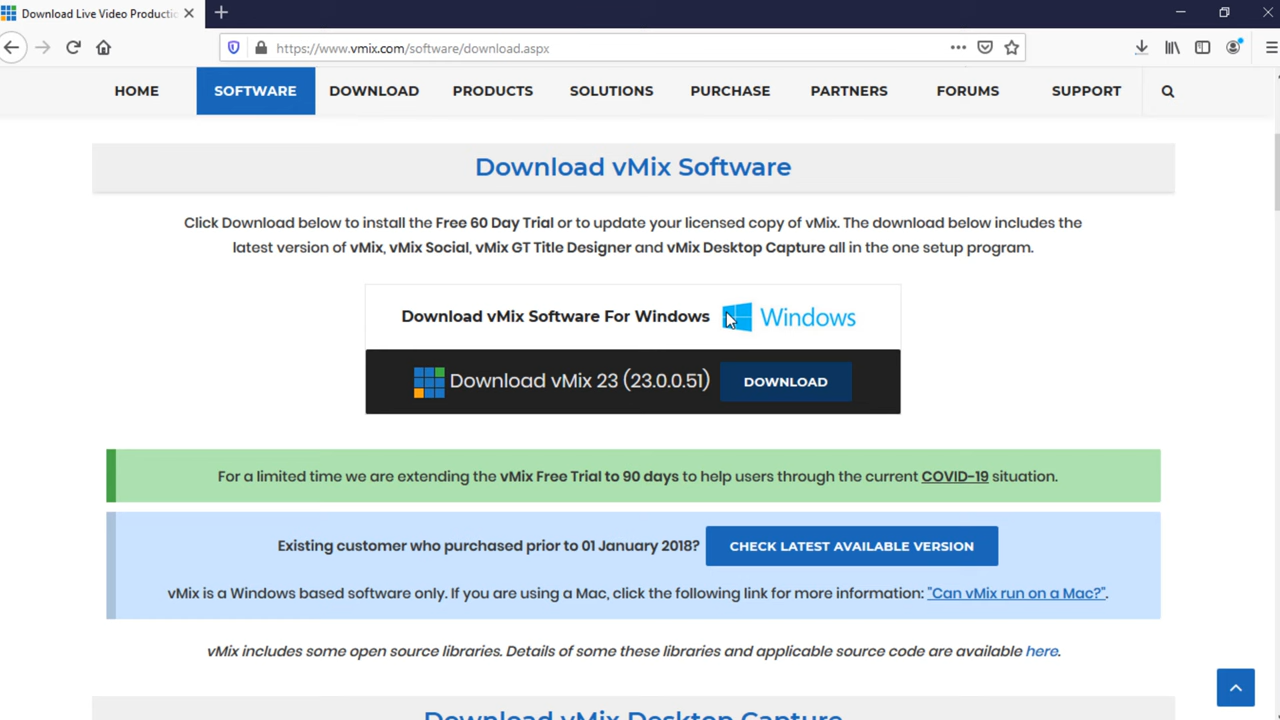 Download Live Video Producti
https://www.vmix.com/software/download.aspx
HOME SOFTWARE DOWNLOAD PRODUCTS SOLUTIONS PURCHASE PARTNERS FORUMS SUPPORT
Download vMix Software
Click Download below to install the Free 60 Day Trial or to update your licensed copy of vMix. The download below includes the
latest version of vMix, vMix Social, vMix GT Title Designer and vMix Desktop Capture all in the one setup program.
Download vMix Software For Windows Windows
Download vMix 23 (23.0.0.51) DOWNLOAD
For a limited time we are extending the vMix Free Trial to 90 days to help users through the current COVID-19 situation.
Existing customer who purchased prior to 01 January 2018? CHECK LATEST AVAILABLE VERSION
vMix is a Windows based software only. If you are using a Mac, click the following link for more information: "Can vMix run on a Mac?".
vMix includes some open source libraries. Details of some these libraries and applicable source code are available here.
Download vMix Desktop Capture